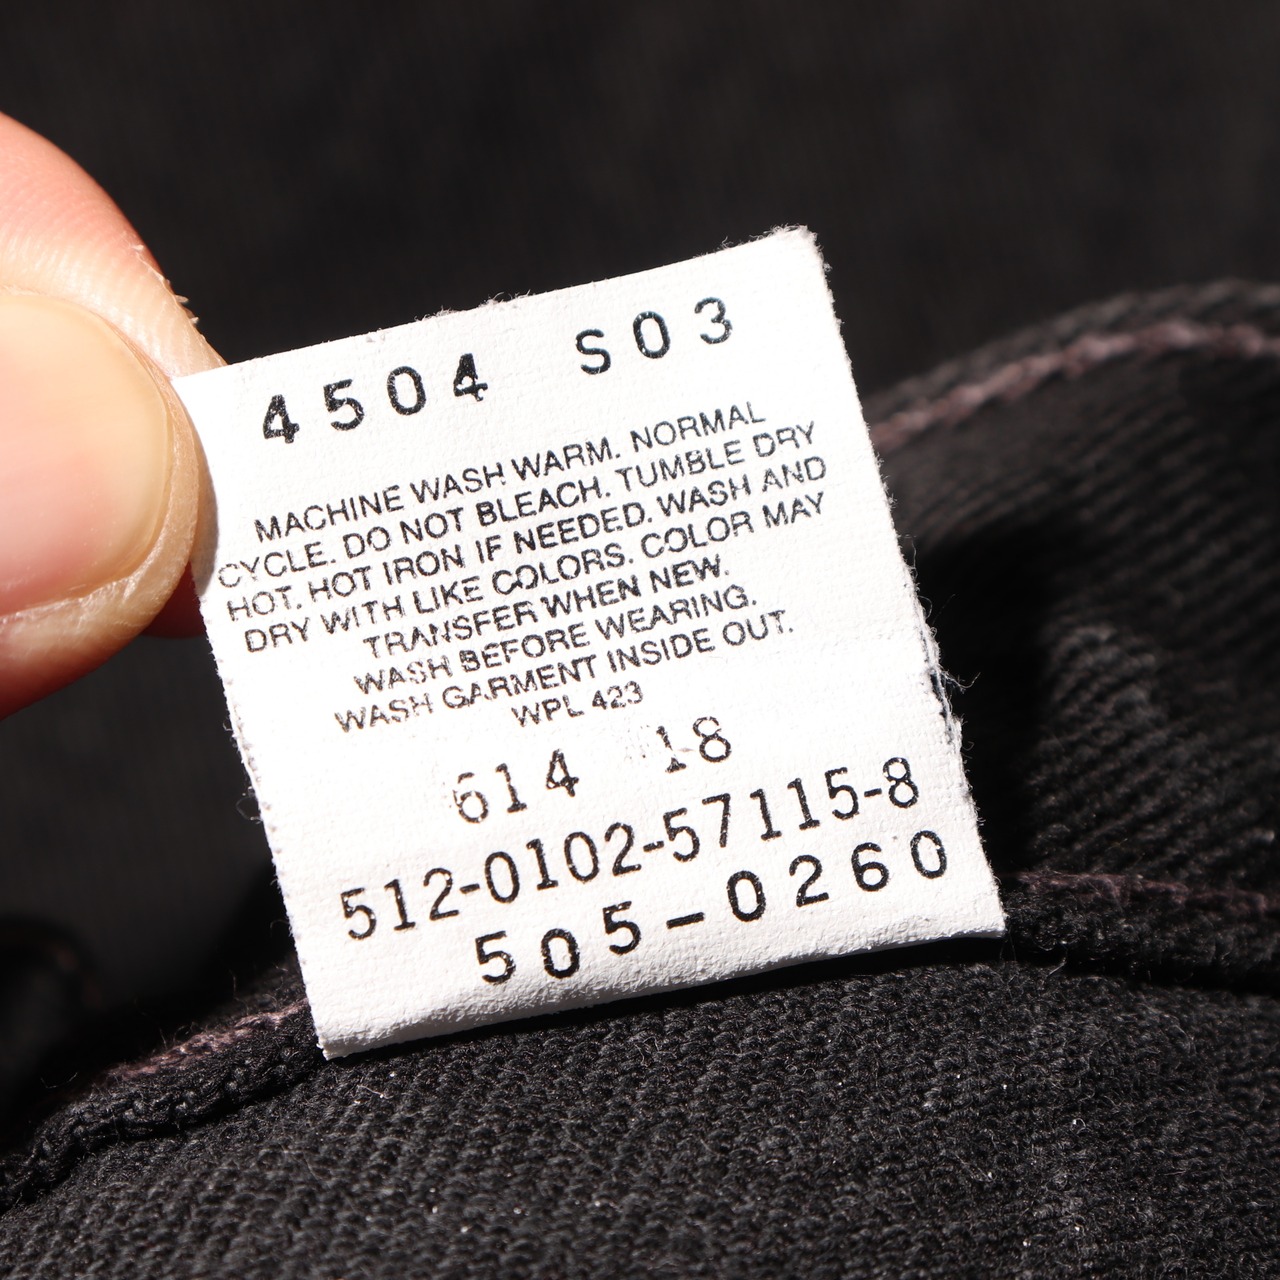 4504 S03
MACHINE WASH WARM. NORMAL
CYCLE. DO NOT BLEACH. TUMBLE DRY
HOT. HOT IRON IF NEEDED. WASH AND
DRY WITH LIKE COLORS. COLOR MAY
TRANSFER WHEN NEW.
WASH BEFORE WEARING.
WASH GARMENT INSIDE OUT.
WPL 423
614 18
512-0102-57115-8
505-0260